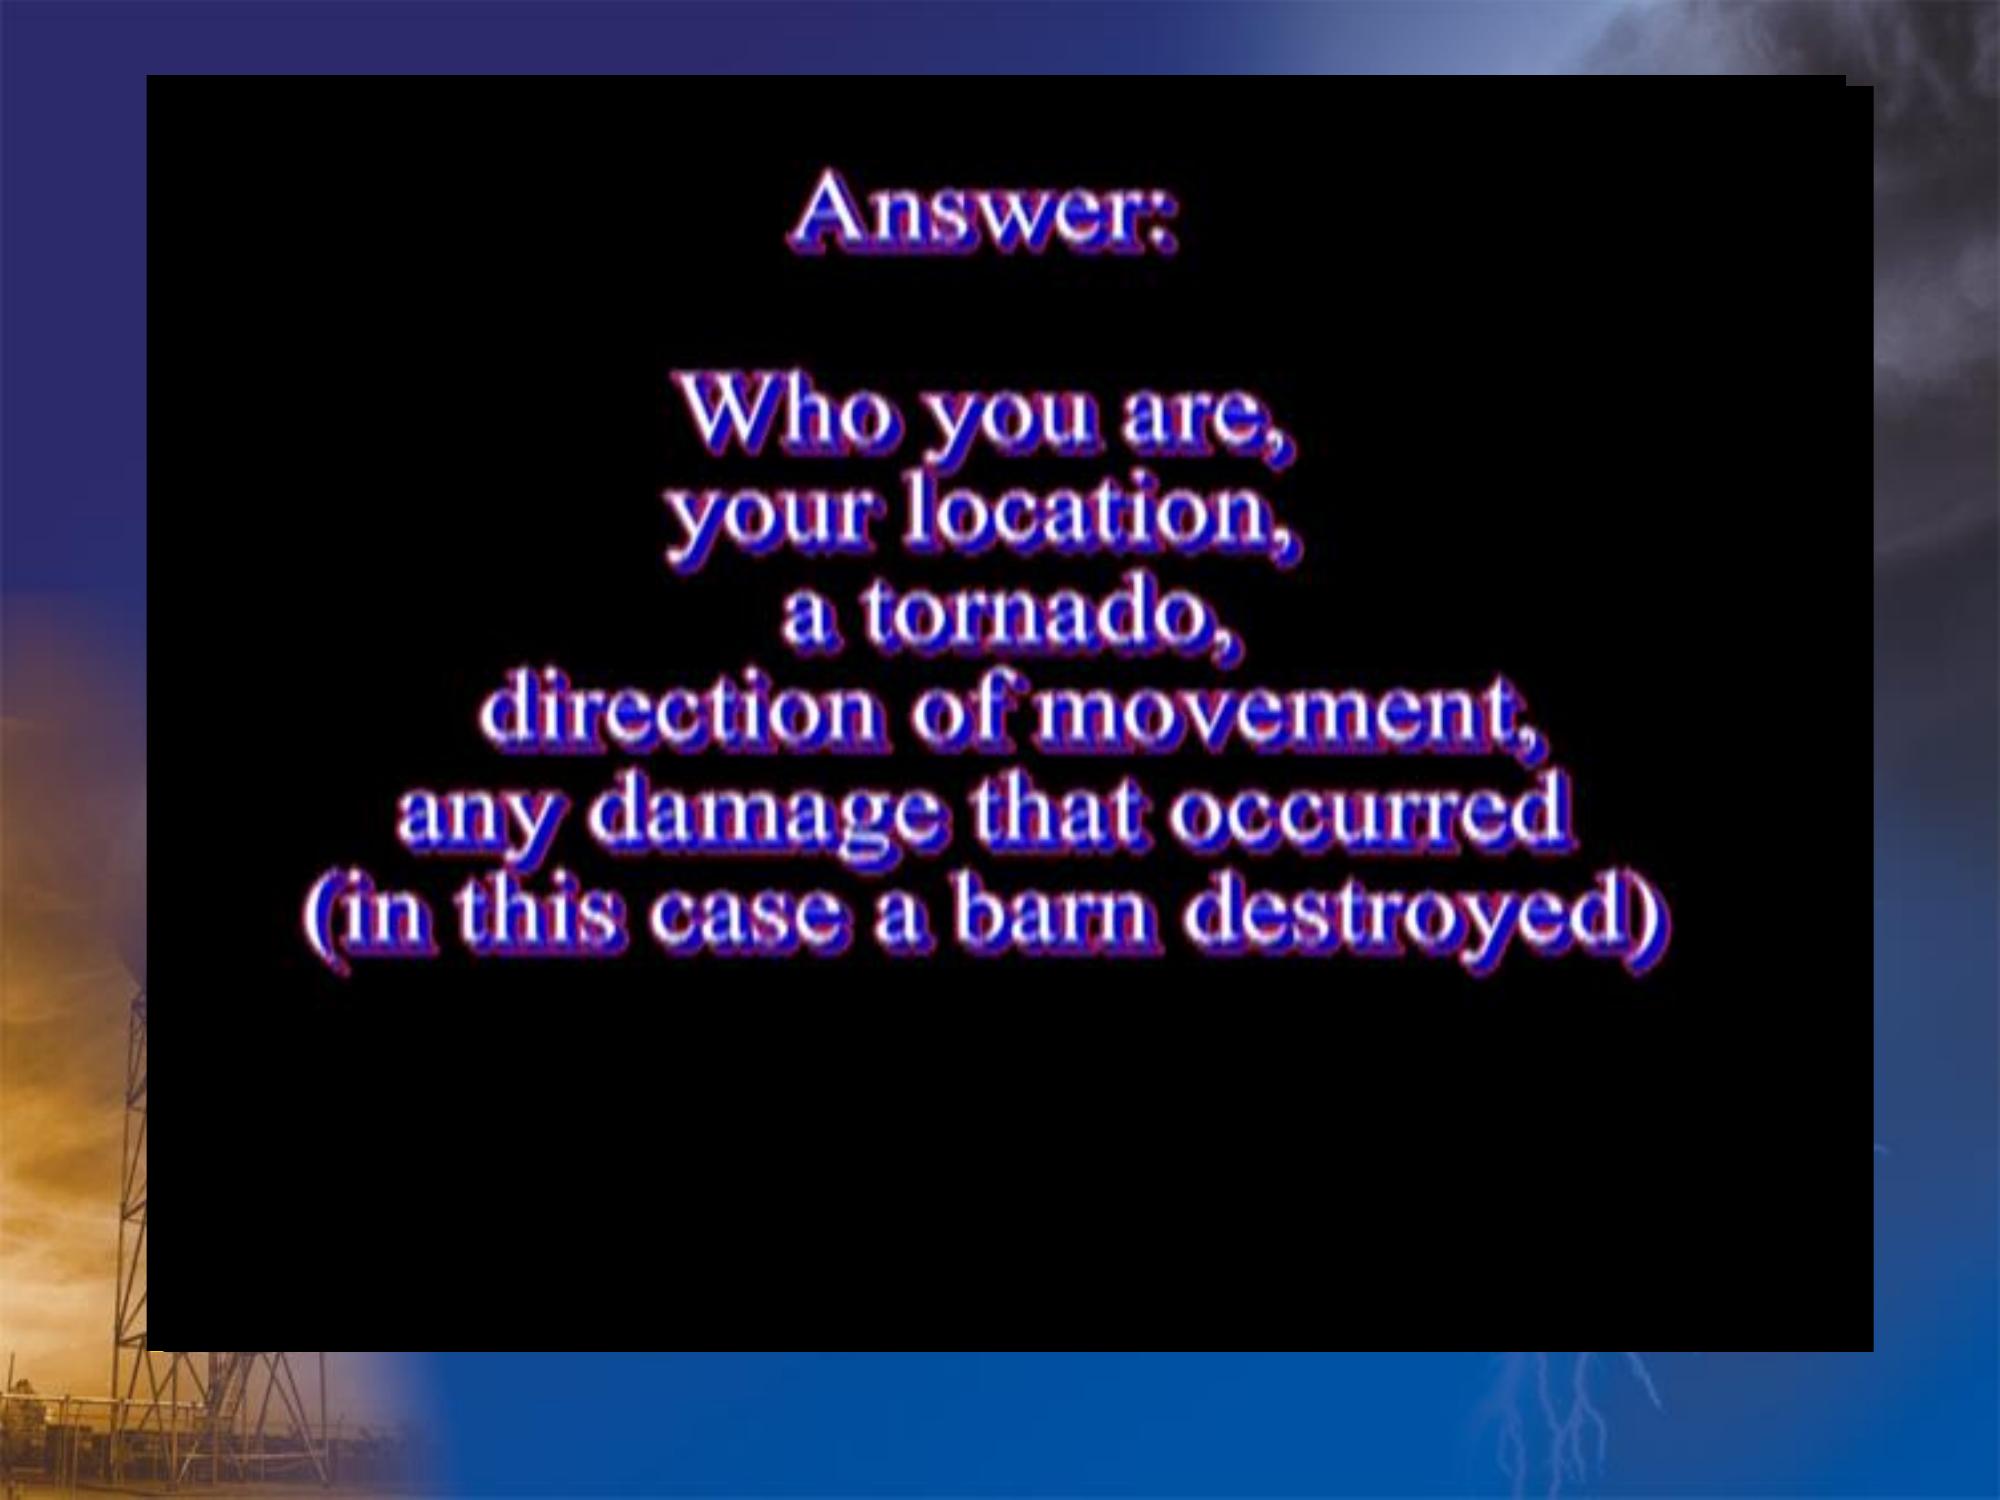 Answer:
Who you are,
your location,
a tornado,
direction of movement,
any damage that occurred
(in this case a barn destroyed)